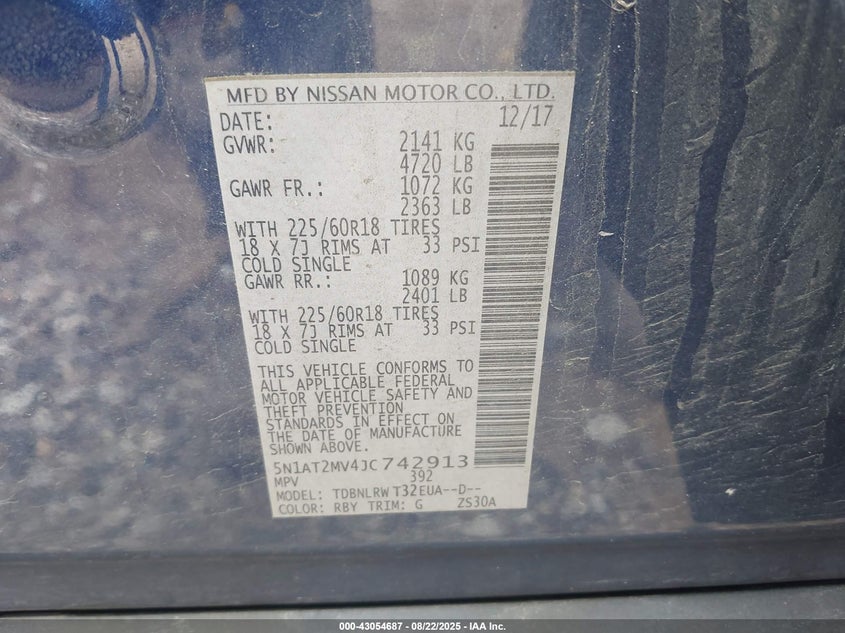 MFD BY NISSAN MOTOR CO., LTD.
DATE: 12/17
GVWR: 2141 KG
4720 LB
GAWR FR.: 1072 KG
2363 LB
WITH 225/60R18 TIRES
18 X 7J RIMS AT 33 PSI
COLD SINGLE
GAWR RR.: 1089 KG
2401 LB
WITH 225/60R18 TIRES
18 X 7J RIMS AT 33 PSI
COLD SINGLE
THIS VEHICLE CONFORMS TO
ALL APPLICABLE FEDERAL
MOTOR VEHICLE SAFETY AND
THEFT PREVENTION
STANDARDS IN EFFECT ON
THE DATE OF MANUFACTURE
SHOWN ABOVE.
5N1AT2MV4JC742913
MPV 392
MODEL: TDBNLRW T32EUA--D--
COLOR: RBY TRIM: G ZS30A
000-43054687 - 08/22/2025 - IAA Inc.